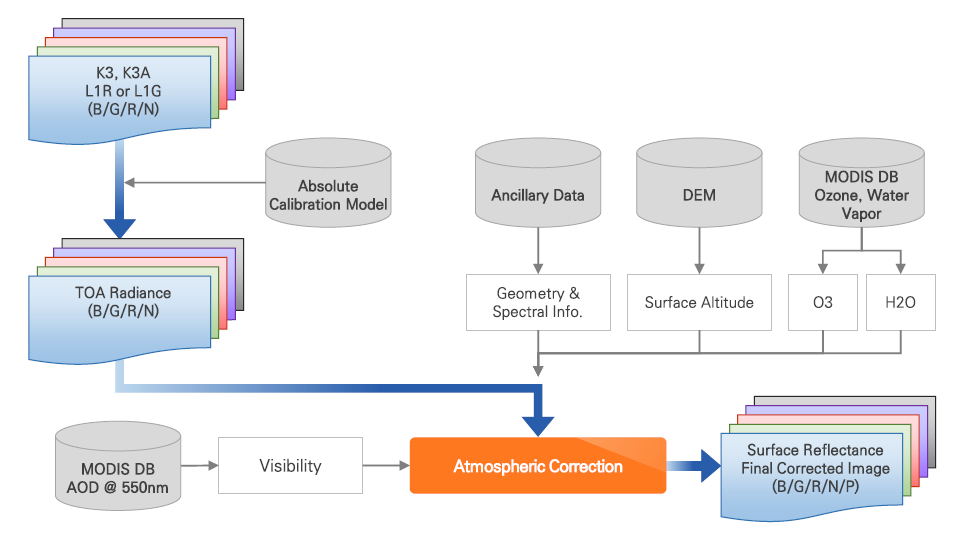 K3, K3A
L1R or L1G
(B/G/R/N)
Absolute
Calibration Model
Ancillary Data
DEM
MODIS DB
Ozone, Water
Vapor
TOA Radiance
(B/G/R/N)
Geometry &
Spectral Info.
Surface Altitude
O3
H2O
MODIS DB
AOD @ 550nm
Visibility
Atmospheric Correction
Surface Reflectance
Final Corrected Image
(B/G/R/N/P)